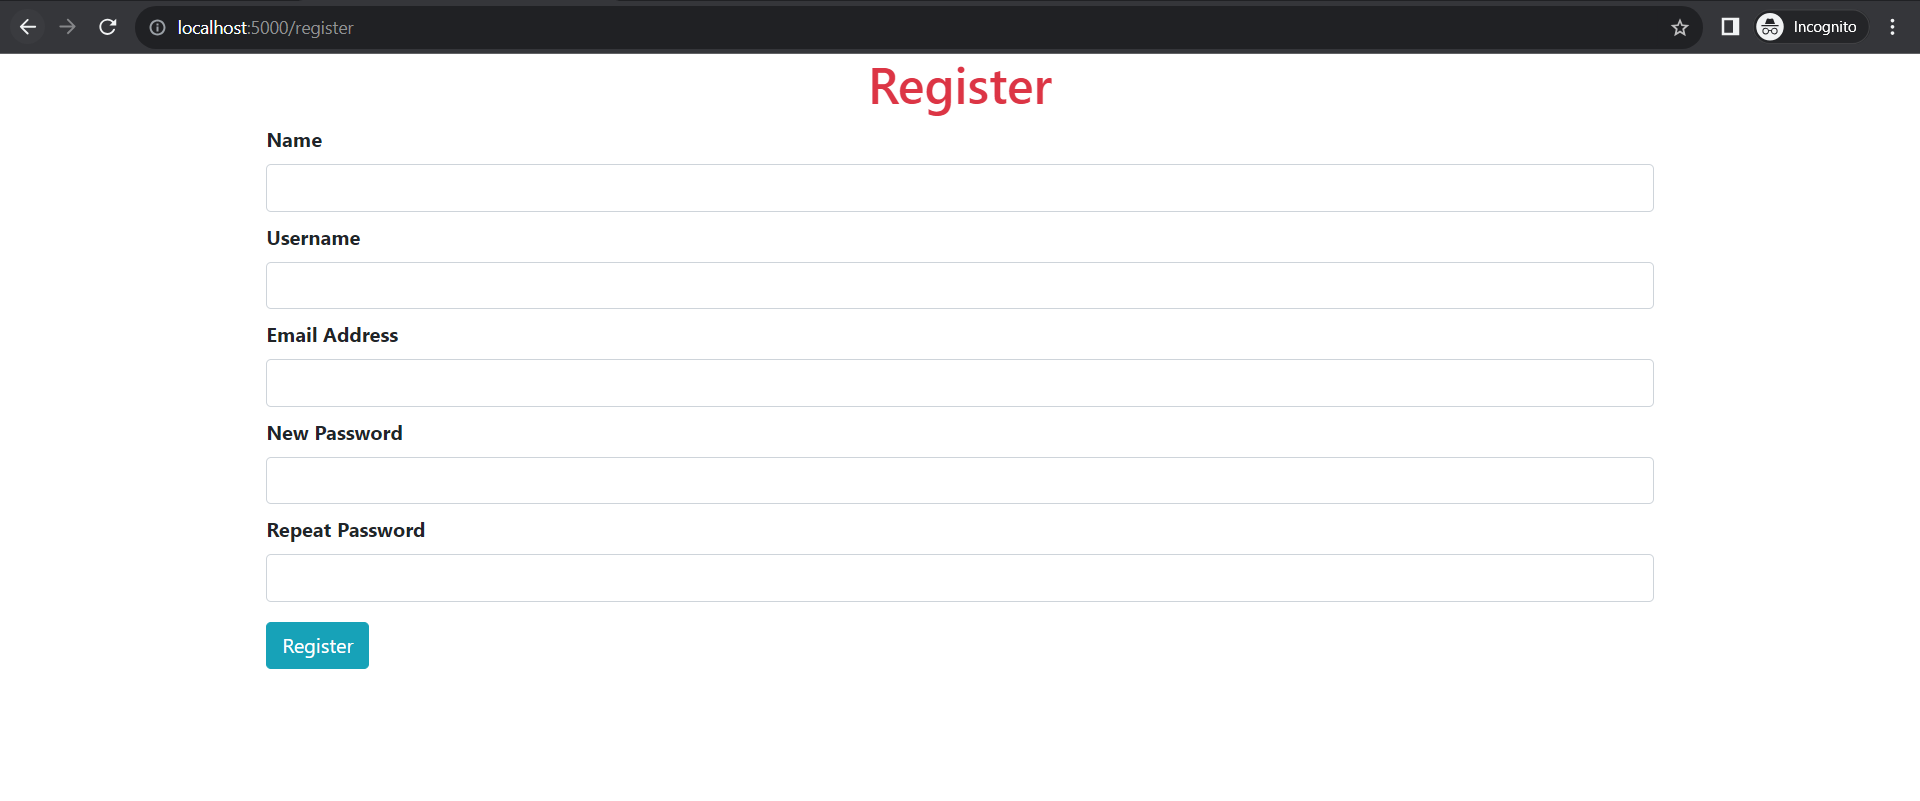 localhost:5000/register
Incognito
Register
Name
Username
Email Address
New Password
Repeat Password
Register